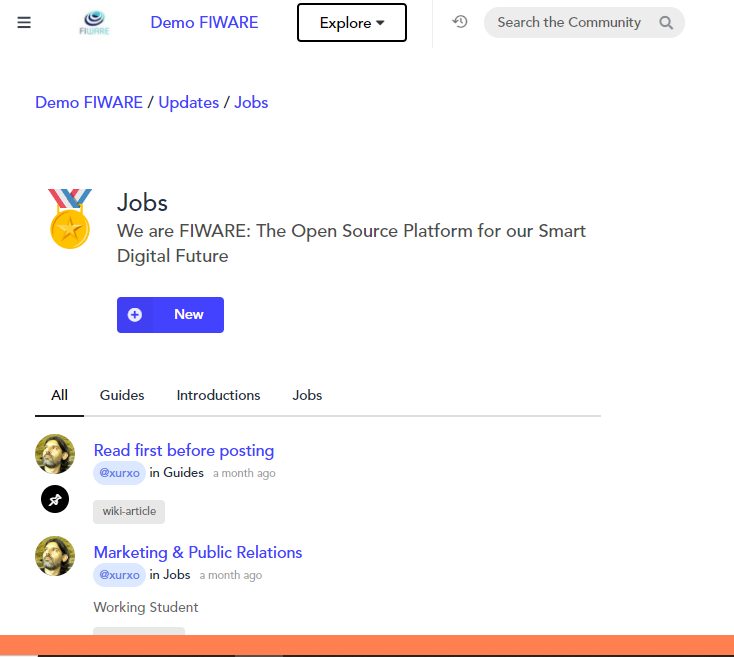 FIWARE
Demo FIWARE
Explore
Search the Community
Demo FIWARE / Updates / Jobs
Jobs
We are FIWARE: The Open Source Platform for our Smart
Digital Future
New
All Guides Introductions Jobs
Read first before posting
@xurxo in Guides a month ago
wiki-article
Marketing & Public Relations
@xurxo in Jobs a month ago
Working Student